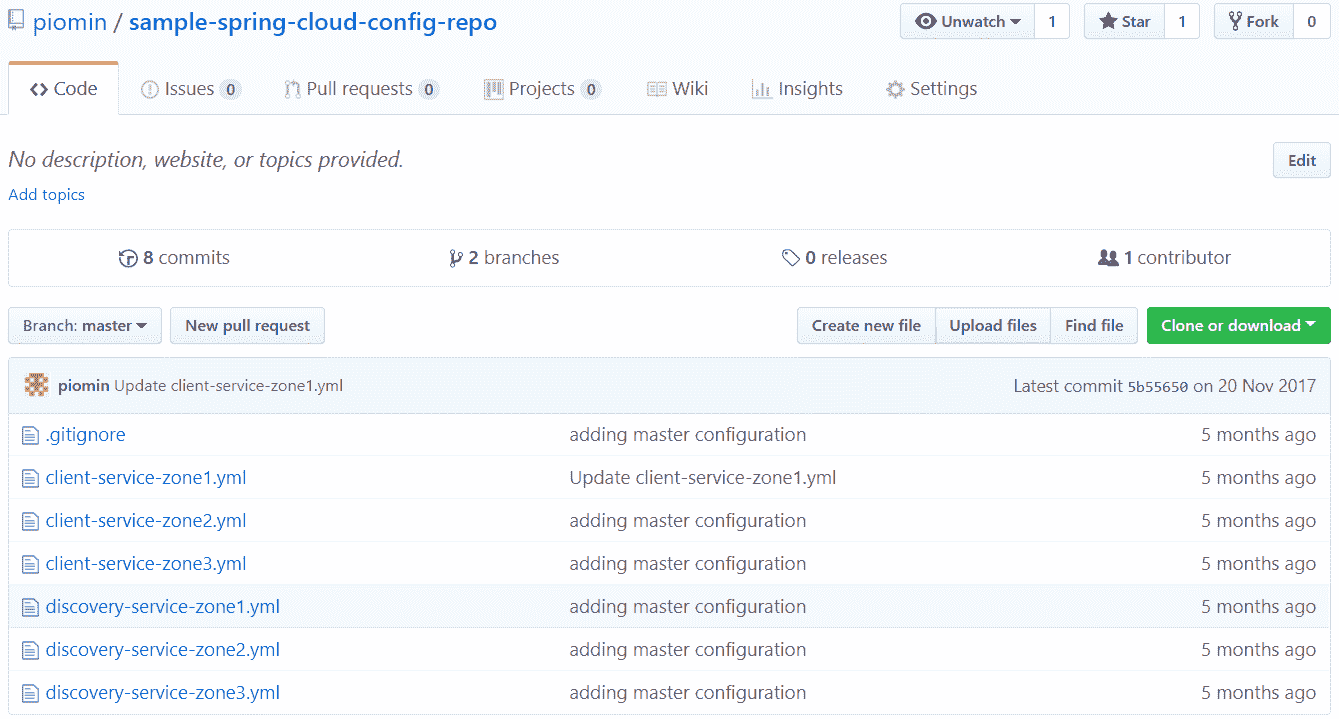 piomin / sample-spring-cloud-config-repo Unwatch 1 Star 1 Fork 0
Code Issues 0 Pull requests 0 Projects 0 Wiki Insights Settings
No description, website, or topics provided. Edit
Add topics
8 commits 2 branches 0 releases 1 contributor
Branch: master New pull request Create new file Upload files Find file Clone or download
piomin Update client-service-zone1.yml Latest commit 5b55650 on 20 Nov 2017
.gitignore adding master configuration 5 months ago
client-service-zone1.yml Update client-service-zone1.yml 5 months ago
client-service-zone2.yml adding master configuration 5 months ago
client-service-zone3.yml adding master configuration 5 months ago
discovery-service-zone1.yml adding master configuration 5 months ago
discovery-service-zone2.yml adding master configuration 5 months ago
discovery-service-zone3.yml adding master configuration 5 months ago